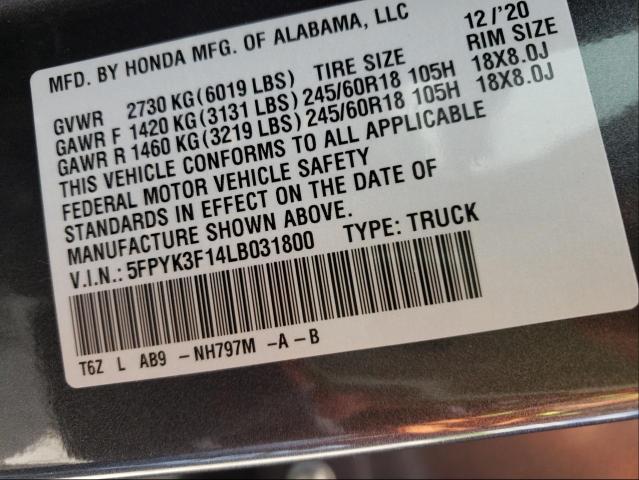 MFD. BY HONDA MFG. OF ALABAMA, LLC 12/'20
GVWR 2730 KG(6019 LBS) TIRE SIZE RIM SIZE
GAWR F 1420 KG(3131 LBS) 245/60R18 105H 18X8.0J
GAWR R 1460 KG(3219 LBS) 245/60R18 105H 18X8.0J
THIS VEHICLE CONFORMS TO ALL APPLICABLE
FEDERAL MOTOR VEHICLE SAFETY
STANDARDS IN EFFECT ON THE DATE OF
MANUFACTURE SHOWN ABOVE.
V.I.N.: 5FPYK3F14LB031800 TYPE: TRUCK
T6Z L AB9 -NH797M -A-B